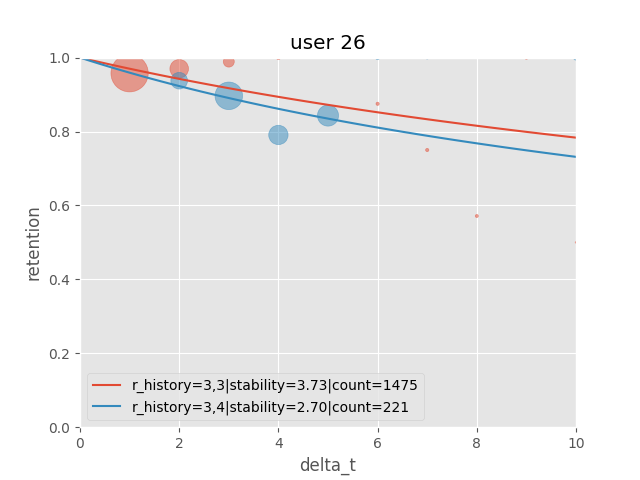 user 26
retention
1.0
0.8
0.6
0.4
0.2
0.0
r_history=3,3|stability=3.73|count=1475
r_history=3,4|stability=2.70|count=221
0 2 4 6 8 10
delta_t